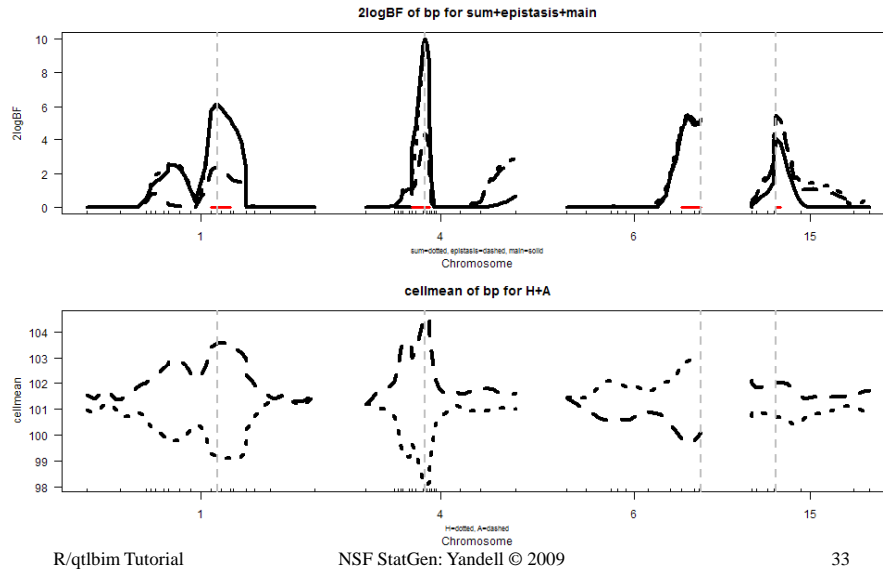 2logBF of bp for sum+epistasis+main
10
8
6
4
2
0
2logBF
1 4 6 15
sum=dotted, epistasis=dashed, main=solid
Chromosome
cellmean of bp for H+A
104
103
102
101
100
99
98
cellmean
1 4 6 15
H=dotted, A=dashed
Chromosome
R/qtlbim Tutorial NSF StatGen: Yandell © 2009 33